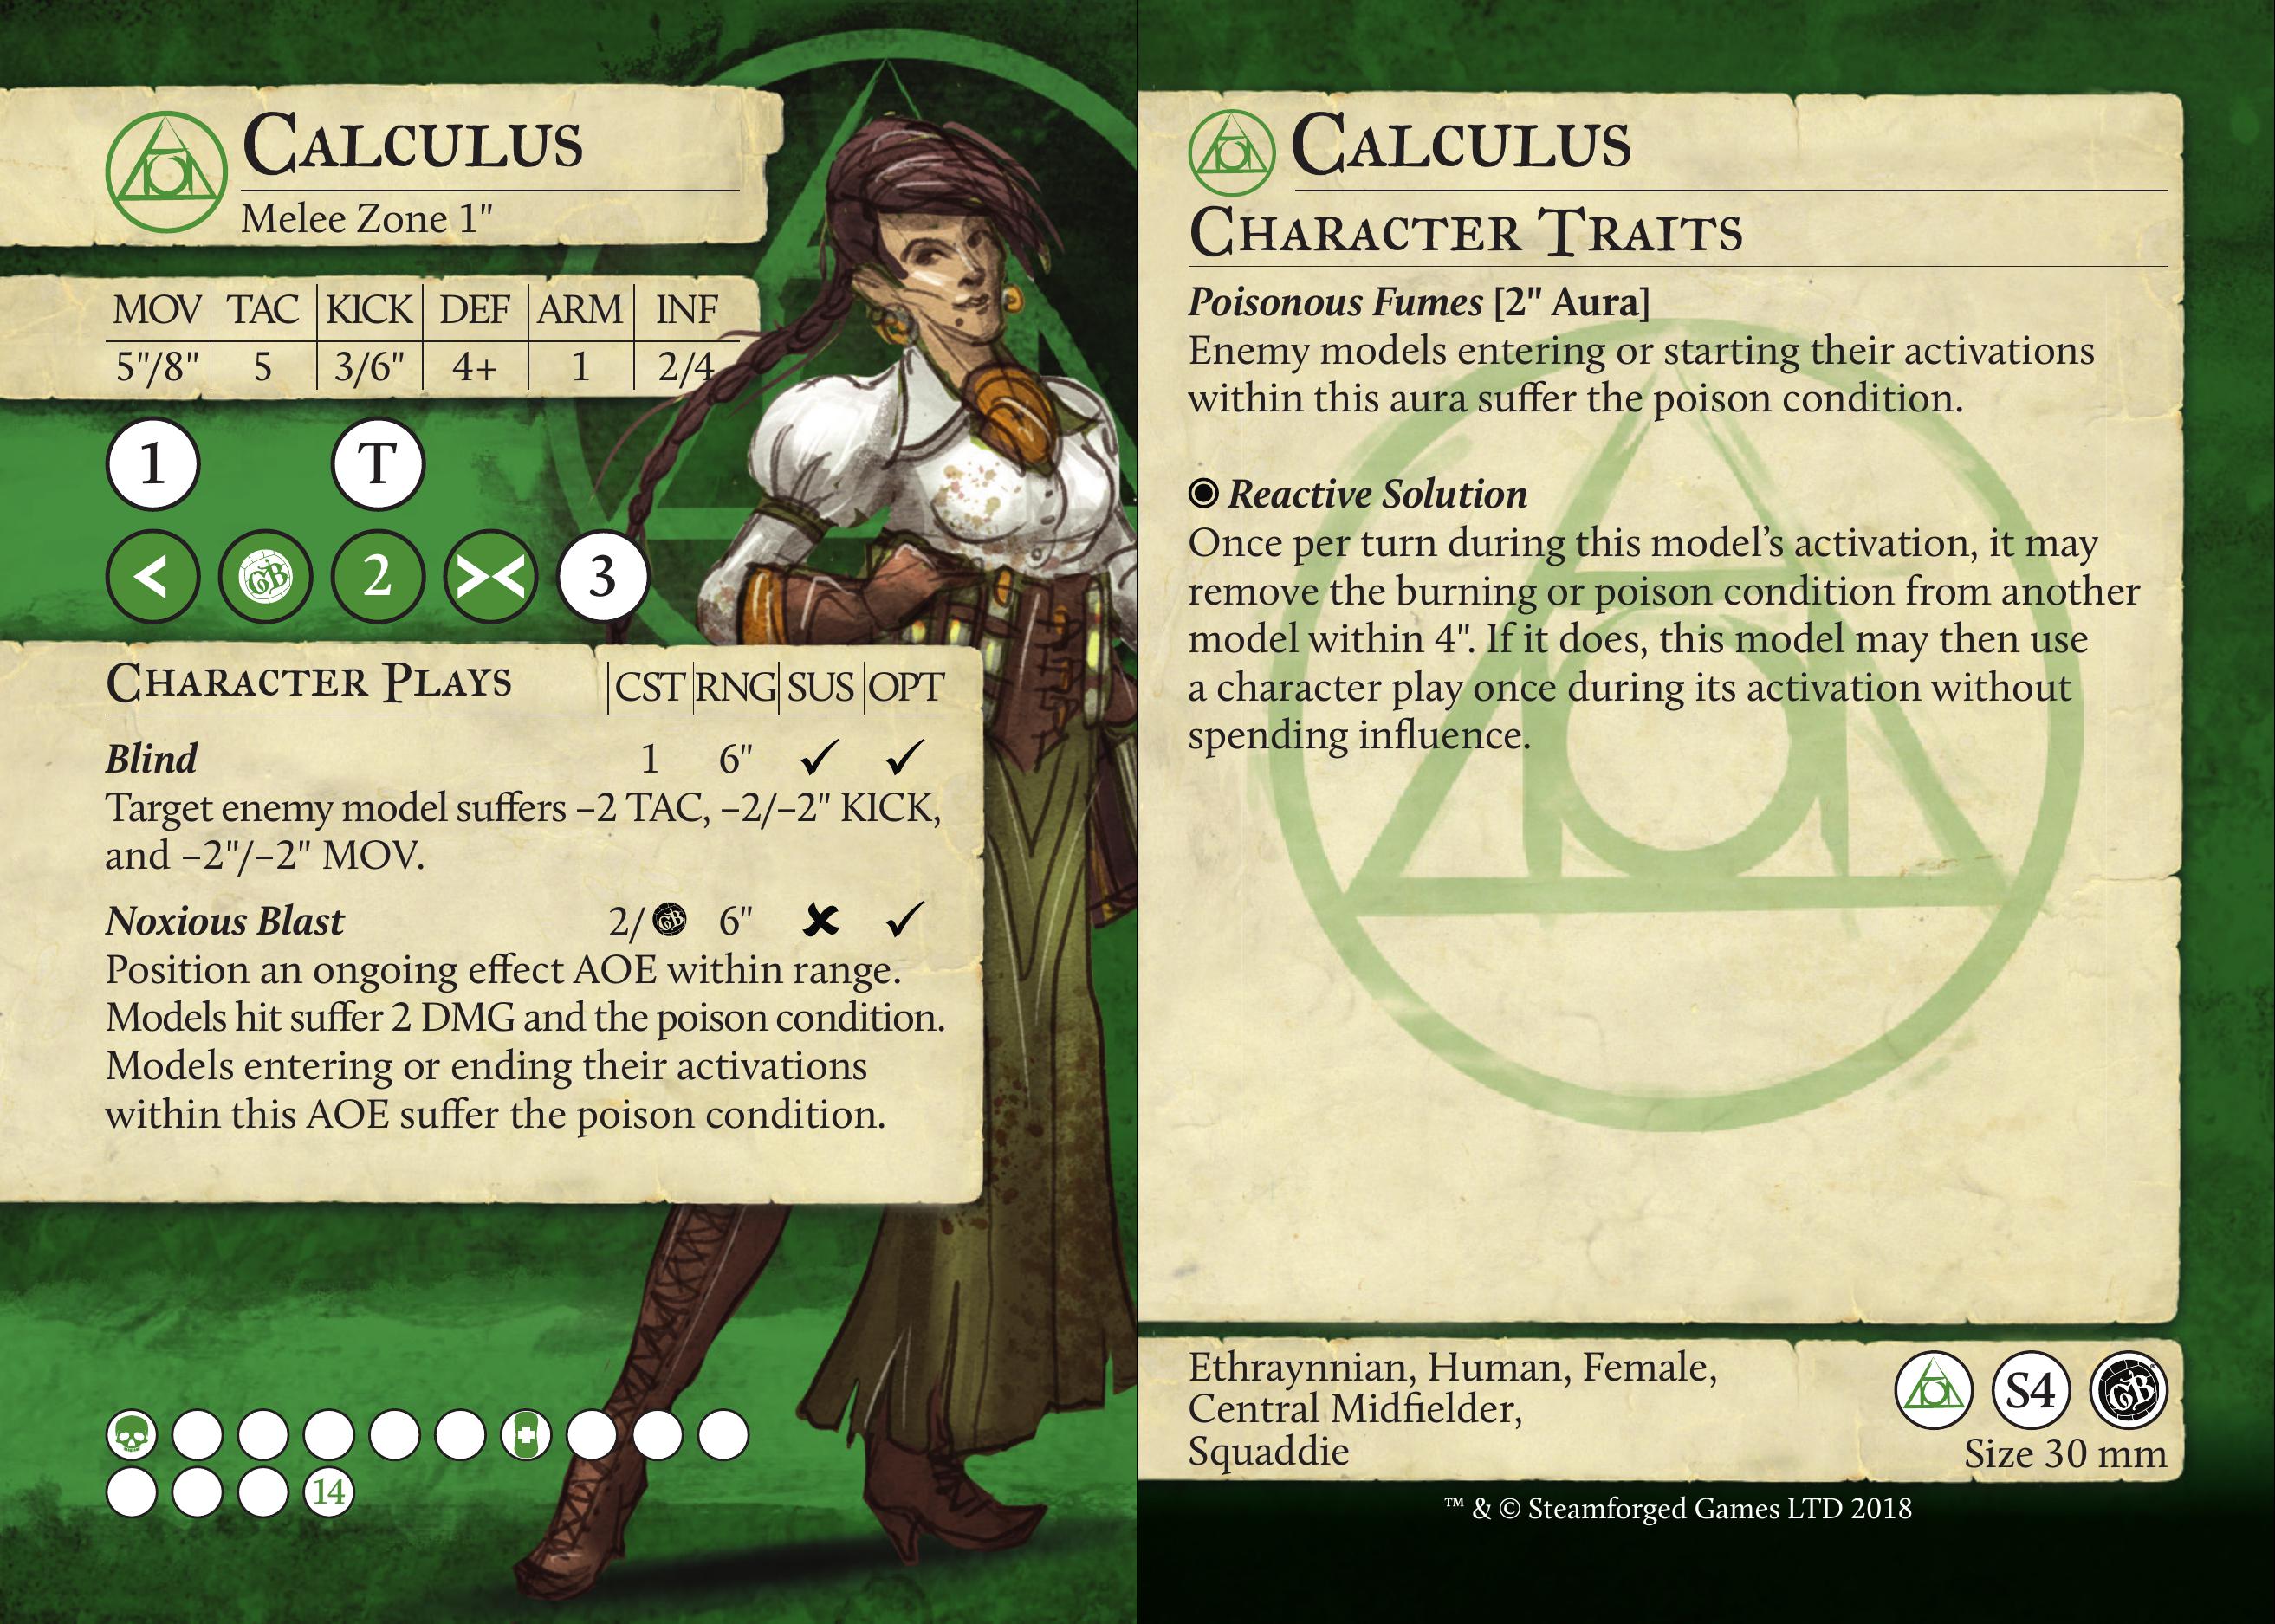 CALCULUS
Melee Zone 1"
MOV TAC KICK DEF ARM INF
5"/8" 5 3/6" 4+ 1 2/4
1 T
< GB 2 >< 3
CHARACTER PLAYS CST RNG SUS OPT
Blind 1 6" ✓ ✓
Target enemy model suffers –2 TAC, –2/–2" KICK,
and –2"/–2" MOV.
Noxious Blast 2/GB 6" ✘ ✓
Position an ongoing effect AOE within range.
Models hit suffer 2 DMG and the poison condition.
Models entering or ending their activations
within this AOE suffer the poison condition.
14
CALCULUS
CHARACTER TRAITS
Poisonous Fumes [2" Aura]
Enemy models entering or starting their activations
within this aura suffer the poison condition.
Reactive Solution
Once per turn during this model’s activation, it may
remove the burning or poison condition from another
model within 4". If it does, this model may then use
a character play once during its activation without
spending influence.
Ethraynnian, Human, Female,
Central Midfielder,
Squaddie
S4 GB
Size 30 mm
™ & © Steamforged Games LTD 2018